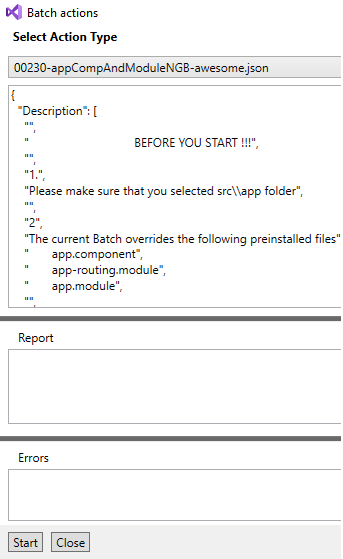 Batch actions
Select Action Type
00230-appCompAndModuleNGB-awesome.json
{
"Description": [
"",
" BEFORE YOU START !!!",
"",
"1.",
"Please make sure that you selected src\\app folder",
"",
"2",
"The current Batch overrides the following preinstalled files"
" app.component",
" app-routing.module",
" app.module",
"",
Report
Errors
Start Close